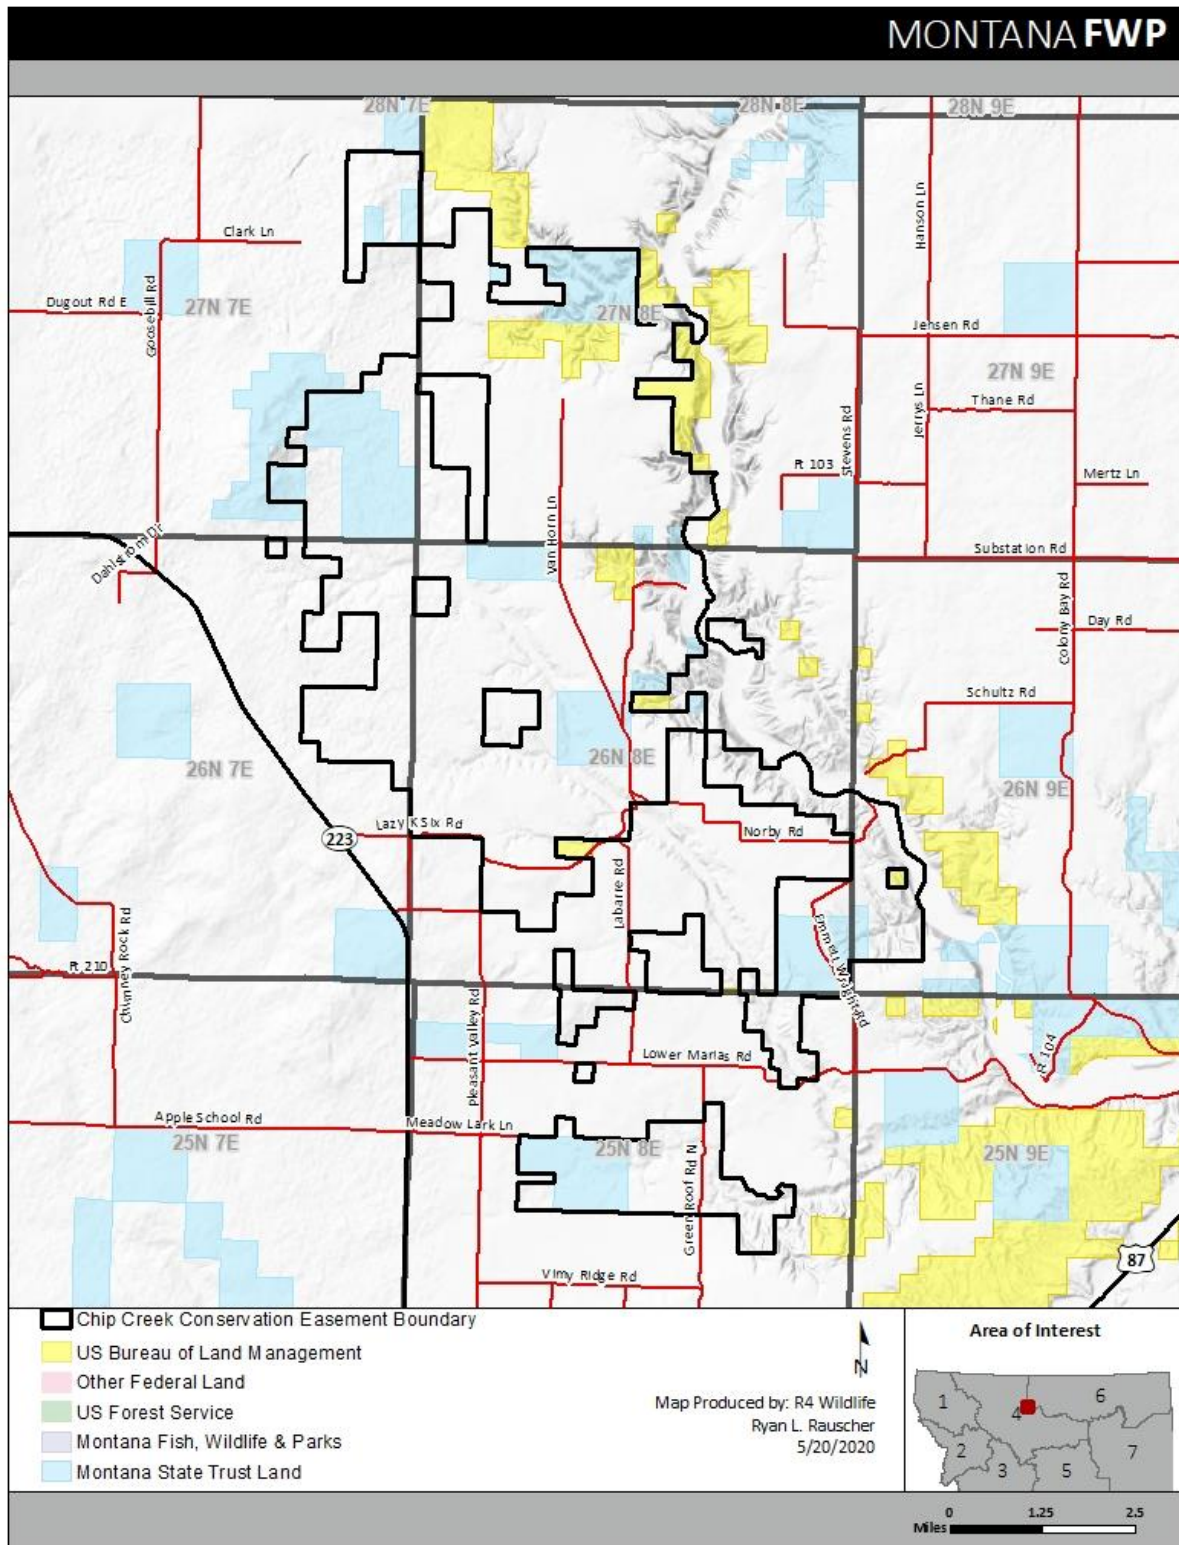 MONTANA FWP
28N 7E
28N 8E
28N 9E
Hanson Ln
Clark Ln
Goosebill Rd
Dugout Rd E
27N 7E
27N 8E
Jensen Rd
27N 9E
Jerrys Ln
Thane Rd
Stevens Rd
Rt 103
Mertz Ln
Van Horn Ln
Dahlstrom Dr
Substation Rd
Colony Bay Rd
Day Rd
Schultz Rd
26N 7E
26N 8E
26N 9E
223
Lazy K Six Rd
Norby Rd
Labarre Rd
Chimney Rock Rd
Emmett Wright Rd
Rt 210
Pleasant Valley Rd
Lower Marias Rd
R 104
Apple School Rd
Meadow Lark Ln
25N 7E
25N 8E
25N 9E
Green Roof Rd N
87
Vimy Ridge Rd
Chip Creek Conservation Easement Boundary
US Bureau of Land Management
Other Federal Land
US Forest Service
Montana Fish, Wildlife & Parks
Montana State Trust Land
N
Map Produced by: R4 Wildlife
Ryan L. Rauscher
5/20/2020
Area of Interest
1
4
6
2
3
5
7
0 1.25 2.5
Miles